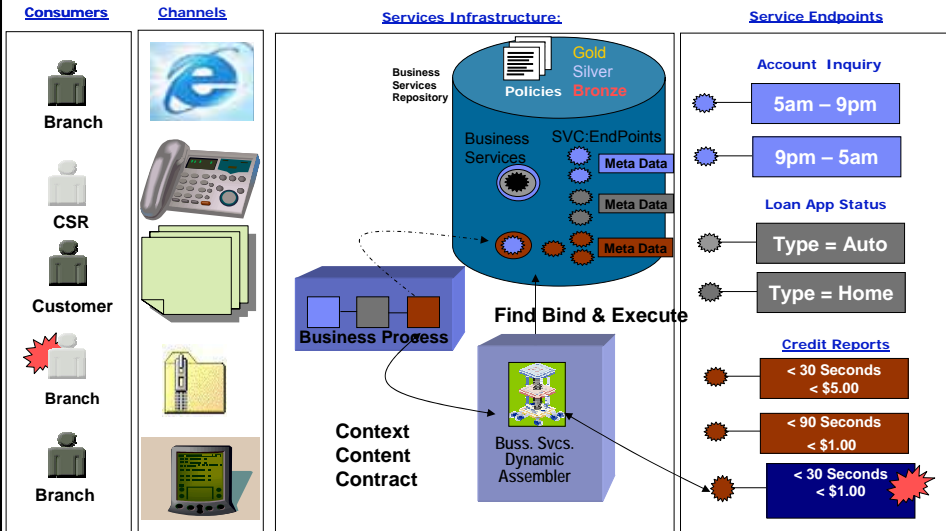 Consumers
Channels
Services Infrastructure:
Service Endpoints
Branch
CSR
Customer
Branch
Branch
Business
Services
Repository
Policies
Gold
Silver
Bronze
Business
Services
SVC:EndPoints
Meta Data
Meta Data
Meta Data
Business Process
Find Bind & Execute
Context
Content
Contract
Buss. Svcs.
Dynamic
Assembler
Account Inquiry
5am – 9pm
9pm – 5am
Loan App Status
Type = Auto
Type = Home
Credit Reports
< 30 Seconds
< $5.00
< 90 Seconds
< $1.00
< 30 Seconds
< $1.00